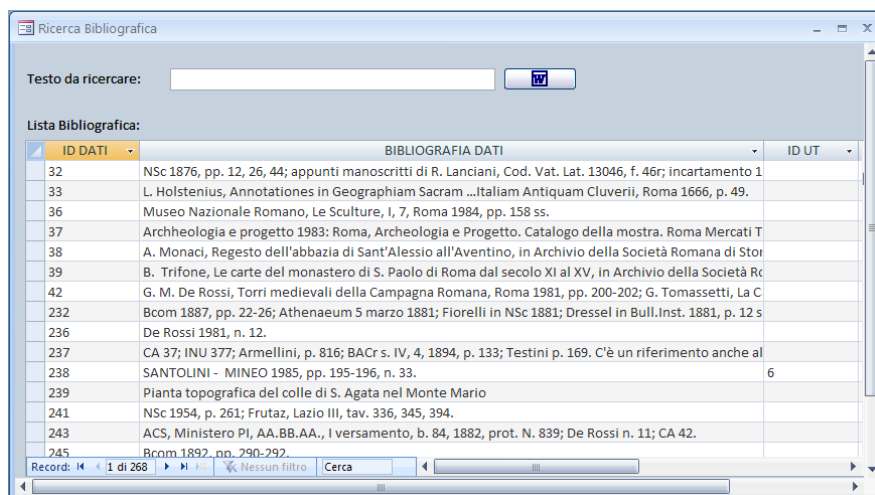 Ricerca Bibliografica
Testo da ricercare:
W
Lista Bibliografica:
ID DATI BIBLIOGRAFIA DATI ID UT
32 NSc 1876, pp. 12, 26, 44; appunti manoscritti di R. Lanciani, Cod. Vat. Lat. 13046, f. 46r; incartamento 1
33 L. Holstenius, Annotationes in Geographiam Sacram ...Italiam Antiquam Cluverii, Roma 1666, p. 49.
36 Museo Nazionale Romano, Le Sculture, I, 7, Roma 1984, pp. 158 ss.
37 Archheologia e progetto 1983: Roma, Archeologia e Progetto. Catalogo della mostra. Roma Mercati T
38 A. Monaci, Regesto dell'abbazia di Sant'Alessio all'Aventino, in Archivio della Società Romana di Stor
39 B. Trifone, Le carte del monastero di S. Paolo di Roma dal secolo XI al XV, in Archivio della Società Ro
42 G. M. De Rossi, Torri medievali della Campagna Romana, Roma 1981, pp. 200-202; G. Tomassetti, La C
232 Bcom 1887, pp. 22-26; Athenaeum 5 marzo 1881; Fiorelli in NSc 1881; Dressel in Bull.Inst. 1881, p. 12 s
236 De Rossi 1981, n. 12.
237 CA 37; INU 377; Armellini, p. 816; BACr s. IV, 4, 1894, p. 133; Testini p. 169. C'è un riferimento anche al
238 SANTOLINI - MINEO 1985, pp. 195-196, n. 33. 6
239 Pianta topografica del colle di S. Agata nel Monte Mario
241 NSc 1954, p. 261; Frutaz, Lazio III, tav. 336, 345, 394.
243 ACS, Ministero PI, AA.BB.AA., I versamento, b. 84, 1882, prot. N. 839; De Rossi n. 11; CA 42.
245 Bcom 1892, pp. 290-292.
Record: 1 di 268 Nessun filtro Cerca